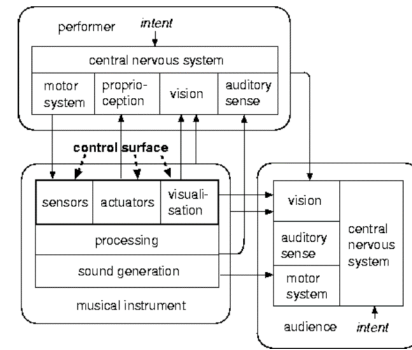 performer
intent
central nervous system
motor
system
proprio-
ception
vision
auditory
sense
control surface
sensors
actuators
visuali-
sation
processing
sound generation
musical instrument
vision
auditory
sense
motor
system
central
nervous
system
audience
intent